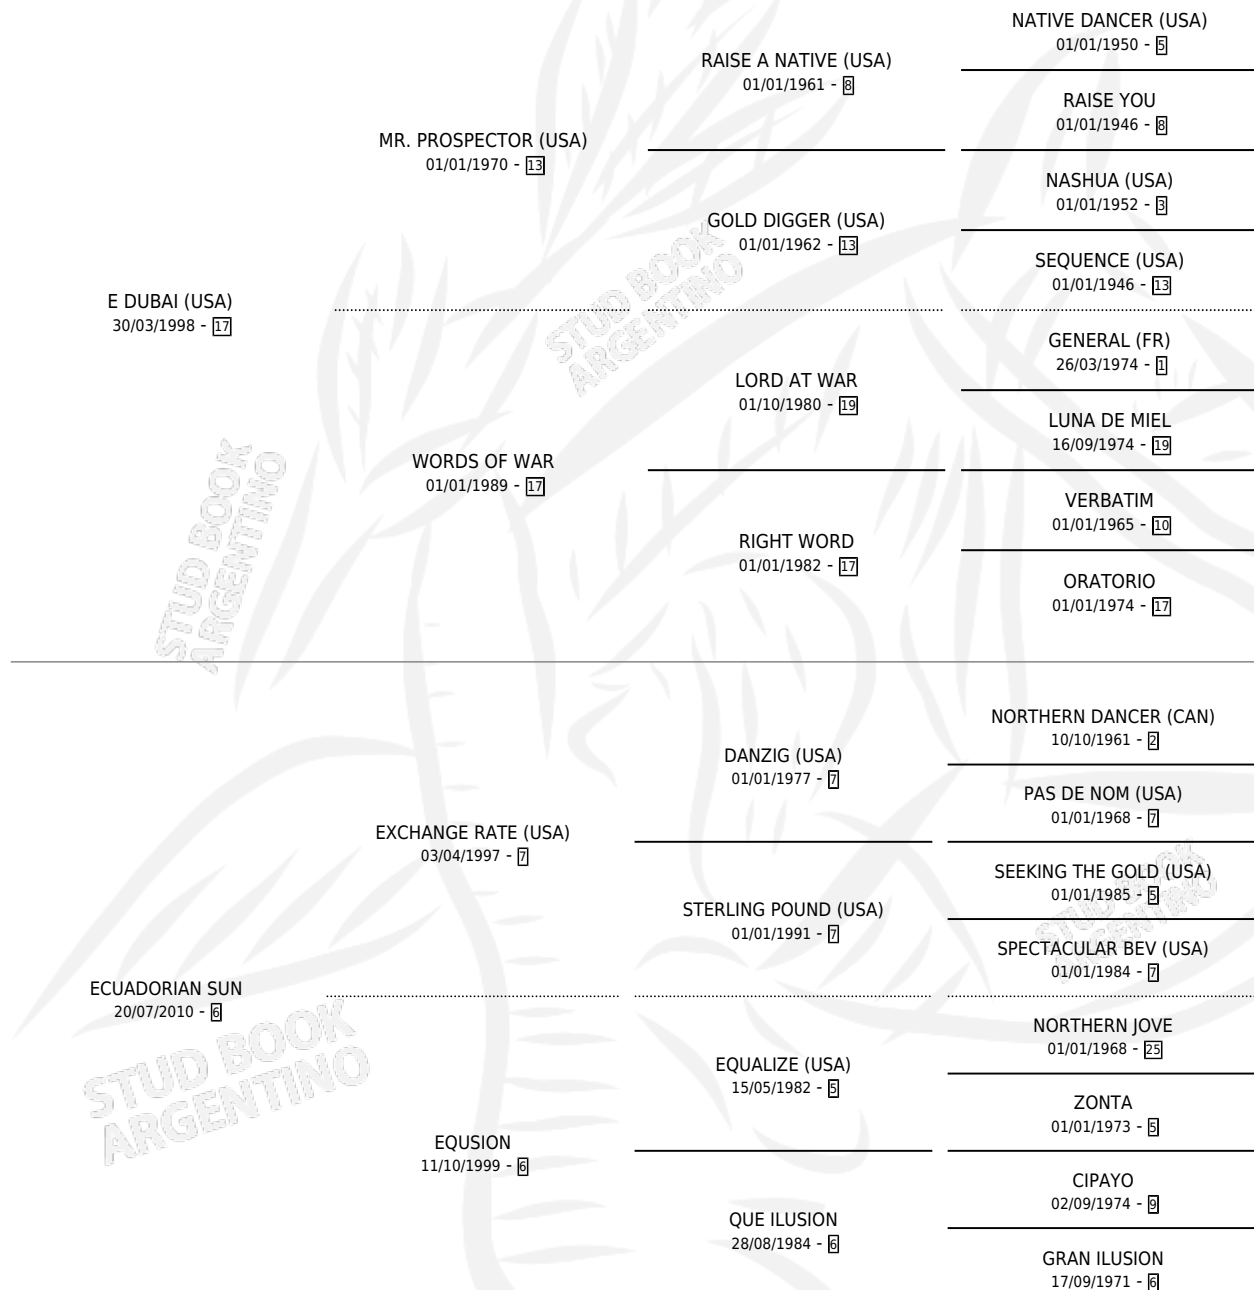 NATIVE DANCER (USA)
01/01/1950 - 5
RAISE A NATIVE (USA)
01/01/1961 - 8
RAISE YOU
01/01/1946 - 8
MR. PROSPECTOR (USA)
01/01/1970 - 13
NASHUA (USA)
01/01/1952 - 3
GOLD DIGGER (USA)
01/01/1962 - 13
SEQUENCE (USA)
01/01/1946 - 13
E DUBAI (USA)
30/03/1998 - 17
STUD BOOK
ARGENTINO
GENERAL (FR)
26/03/1974 - 1
LORD AT WAR
01/10/1980 - 19
LUNA DE MIEL
16/09/1974 - 19
WORDS OF WAR
01/01/1989 - 17
VERBATIM
01/01/1965 - 10
RIGHT WORD
01/01/1982 - 17
ORATORIO
01/01/1974 - 17
STUD BOOK
ARGENTINO
NORTHERN DANCER (CAN)
10/10/1961 - 2
DANZIG (USA)
01/01/1977 - 7
PAS DE NOM (USA)
01/01/1968 - 7
EXCHANGE RATE (USA)
03/04/1997 - 7
SEEKING THE GOLD (USA)
01/01/1985 - 5
STERLING POUND (USA)
01/01/1991 - 7
SPECTACULAR BEV (USA)
01/01/1984 - 7
STUD BOOK
ARGENTINO
ECUADORIAN SUN
20/07/2010 - 6
NORTHERN JOVE
01/01/1968 - 25
EQUALIZE (USA)
15/05/1982 - 5
ZONTA
01/01/1973 - 5
STUD BOOK
ARGENTINO
EQUSION
11/10/1999 - 6
CIPAYO
02/09/1974 - 9
QUE ILUSION
28/08/1984 - 6
GRAN ILUSION
17/09/1971 - 6